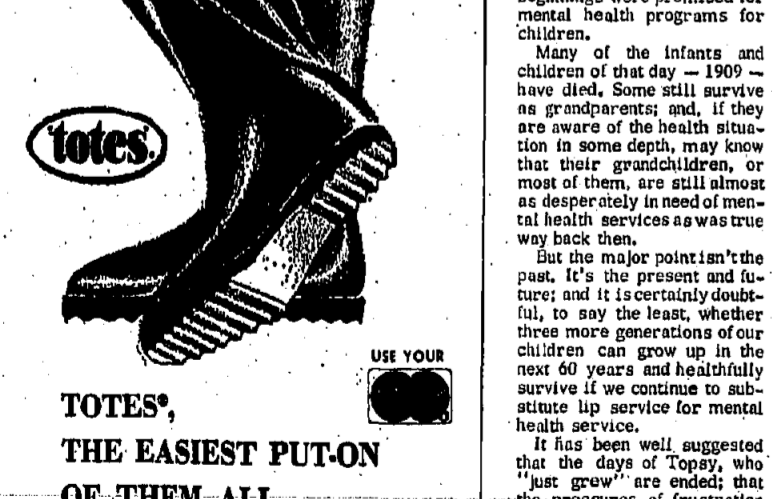 totes.
USE YOUR
TOTES®,
THE EASIEST PUT-ON
OF THEM ALL
mental health programs for
children.
Many of the infants and
children of that day — 1909 —
have died. Some still survive
as grandparents; and, if they
are aware of the health situa-
tion in some depth, may know
that their grandchildren, or
most of them, are still almost
as desperately in need of men-
tal health services as was true
way back then.
But the major point isn't the
past. It's the present and fu-
ture; and it is certainly doubt-
ful, to say the least, whether
three more generations of our
children can grow up in the
next 60 years and healthfully
survive if we continue to sub-
stitute lip service for mental
health service.
It has been well suggested
that the days of Topsy, who
"just grew" are ended; that
the pressures of frustration